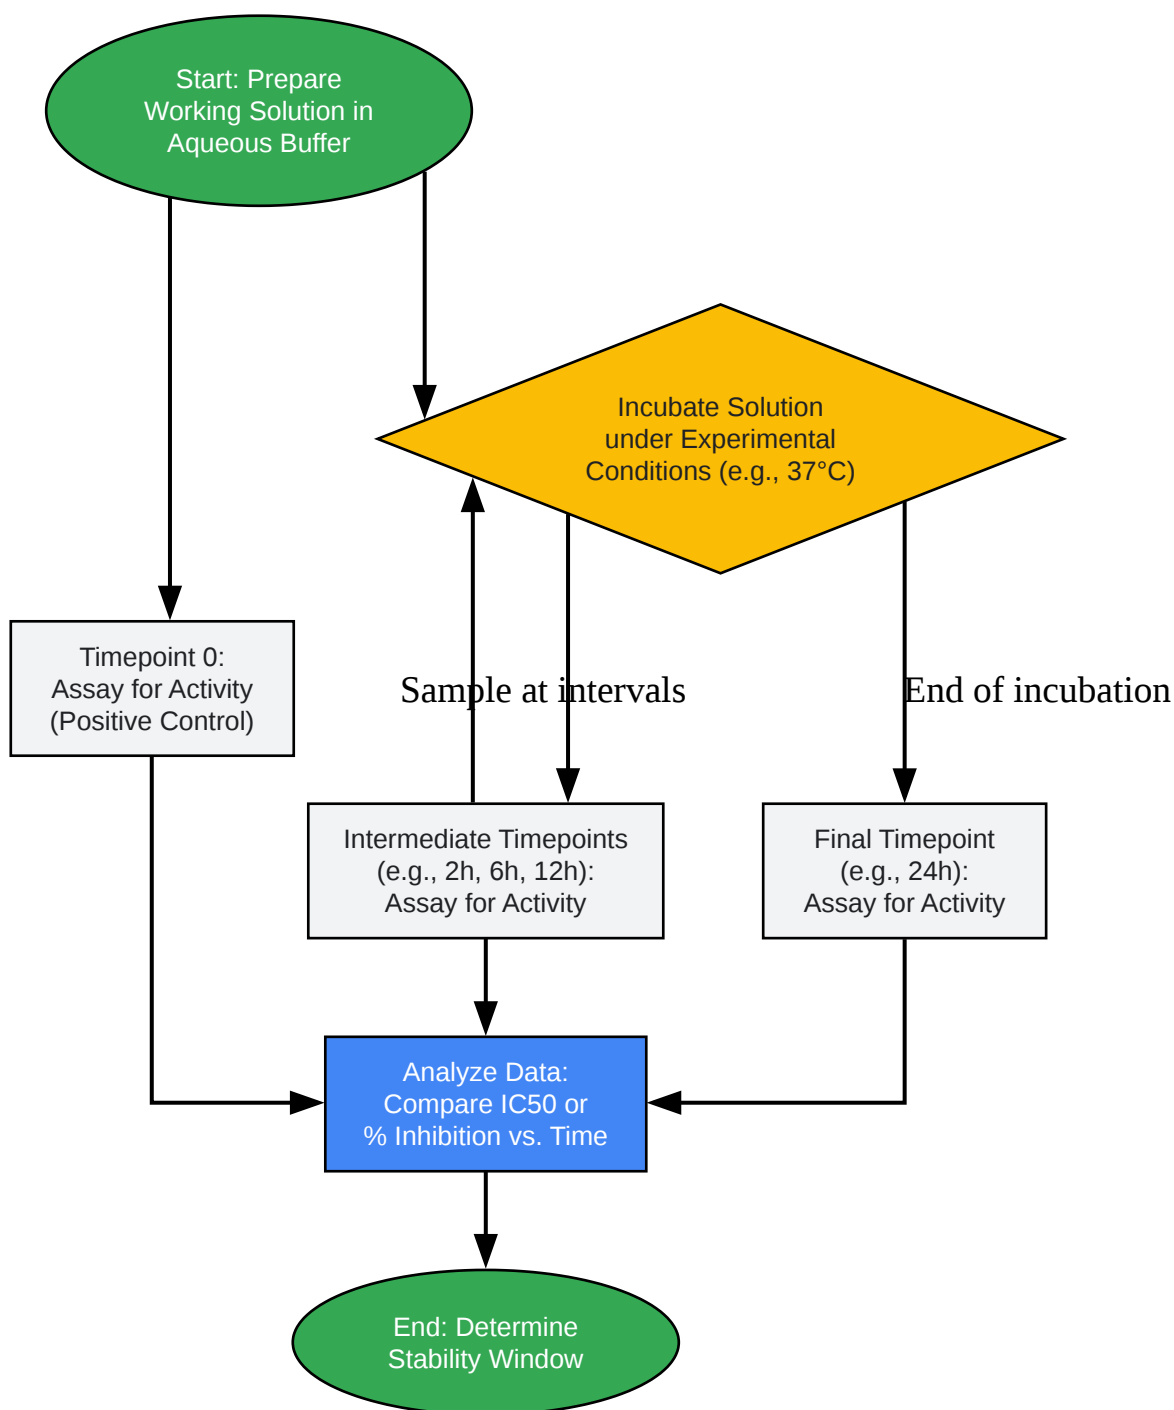 Start: Prepare
Working Solution in
Aqueous Buffer
Incubate Solution
under Experimental
Conditions (e.g., 37°C)
Timepoint 0:
Assay for Activity
(Positive Control)
Sample at intervals
End of incubation
Intermediate Timepoints
(e.g., 2h, 6h, 12h):
Assay for Activity
Final Timepoint
(e.g., 24h):
Assay for Activity
Analyze Data:
Compare IC50 or
% Inhibition vs. Time
End: Determine
Stability Window